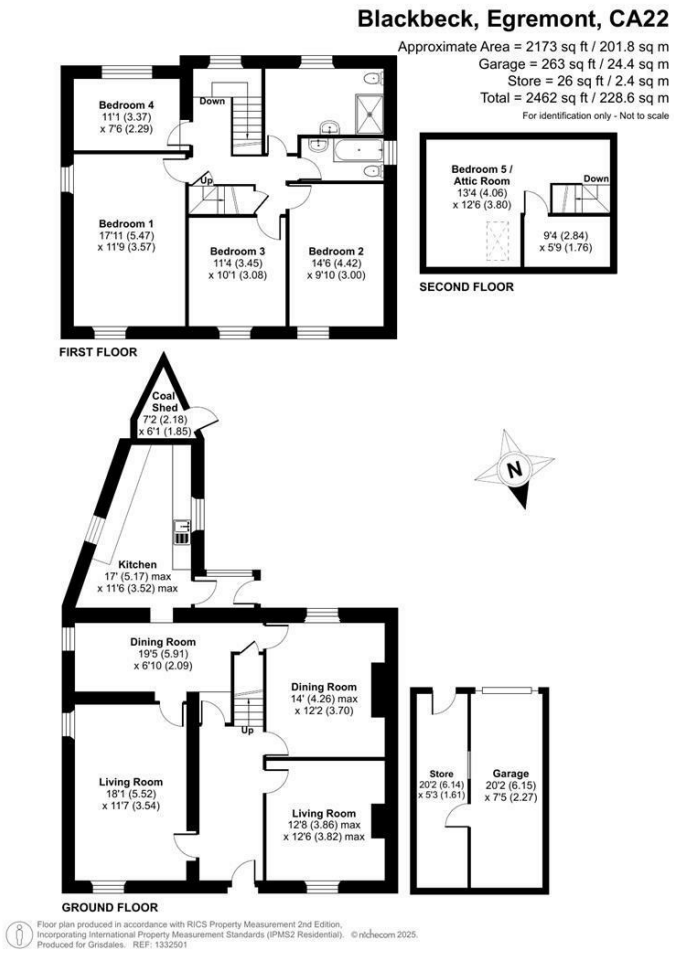 Blackbeck, Egremont, CA22
Approximate Area = 2173 sq ft / 201.8 sq m
Garage = 263 sq ft / 24.4 sq m
Store = 26 sq ft / 2.4 sq m
Total = 2462 sq ft / 228.6 sq m
For identification only - Not to scale
Bedroom 4
11'1 (3.37)
x 7'6 (2.29)
Down
Up
Bedroom 1
17'11 (5.47)
x 11'9 (3.57)
Bedroom 3
11'4 (3.45)
x 10'1 (3.08)
Bedroom 2
14'6 (4.42)
x 9'10 (3.00)
FIRST FLOOR
Bedroom 5 /
Attic Room
13'4 (4.06)
x 12'6 (3.80)
Down
9'4 (2.84)
x 5'9 (1.76)
SECOND FLOOR
Coal
Shed
7'2 (2.18)
x 6'1 (1.85)
N
Kitchen
17' (5.17) max
x 11'6 (3.52) max
Dining Room
19'5 (5.91)
x 6'10 (2.09)
Dining Room
14' (4.26) max
x 12'2 (3.70)
Up
Living Room
18'1 (5.52)
x 11'7 (3.54)
Living Room
12'8 (3.86) max
x 12'6 (3.82) max
Store
20'2 (6.14)
x 5'3 (1.61)
Garage
20'2 (6.15)
x 7'5 (2.27)
GROUND FLOOR
Floor plan produced in accordance with RICS Property Measurement 2nd Edition,
Incorporating International Property Measurement Standards (IPMS2 Residential). © nichecom 2025.
Produced for Grisdales. REF: 1332501